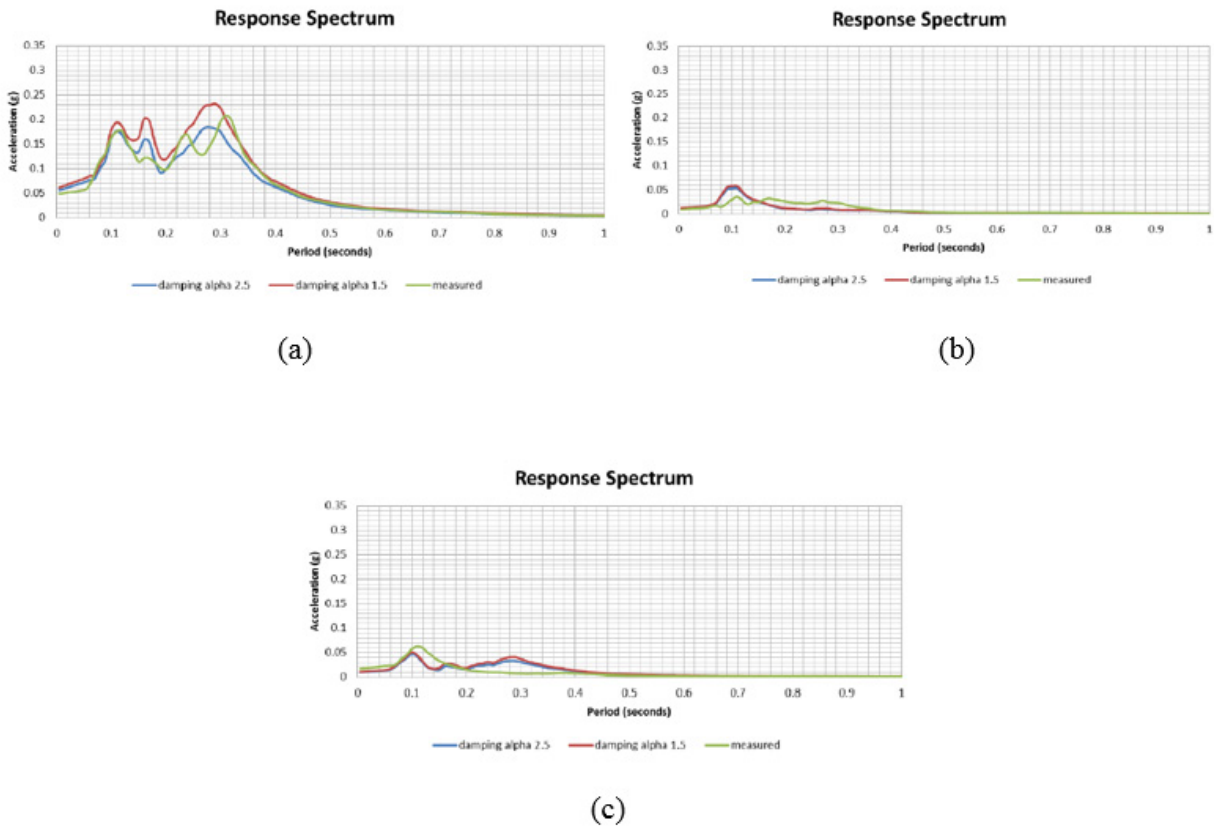 Response Spectrum
0.35
0.3
0.25
0.2
0.15
0.1
0.05
0
Acceleration (g)
0 0.1 0.2 0.3 0.4 0.5 0.6 0.7 0.8 0.9 1
Period (seconds)
damping alpha 2.5 damping alpha 1.5 measured
(a)
Response Spectrum
0.35
0.3
0.25
0.2
0.15
0.1
0.05
0
Acceleration (g)
0 0.1 0.2 0.3 0.4 0.5 0.6 0.7 0.8 0.9 1
Period (seconds)
damping alpha 2.5 damping alpha 1.5 measured
(b)
Response Spectrum
0.35
0.3
0.25
0.2
0.15
0.1
0.05
0
Acceleration (g)
0 0.1 0.2 0.3 0.4 0.5 0.6 0.7 0.8 0.9 1
Period (seconds)
damping alpha 2.5 damping alpha 1.5 measured
(c)